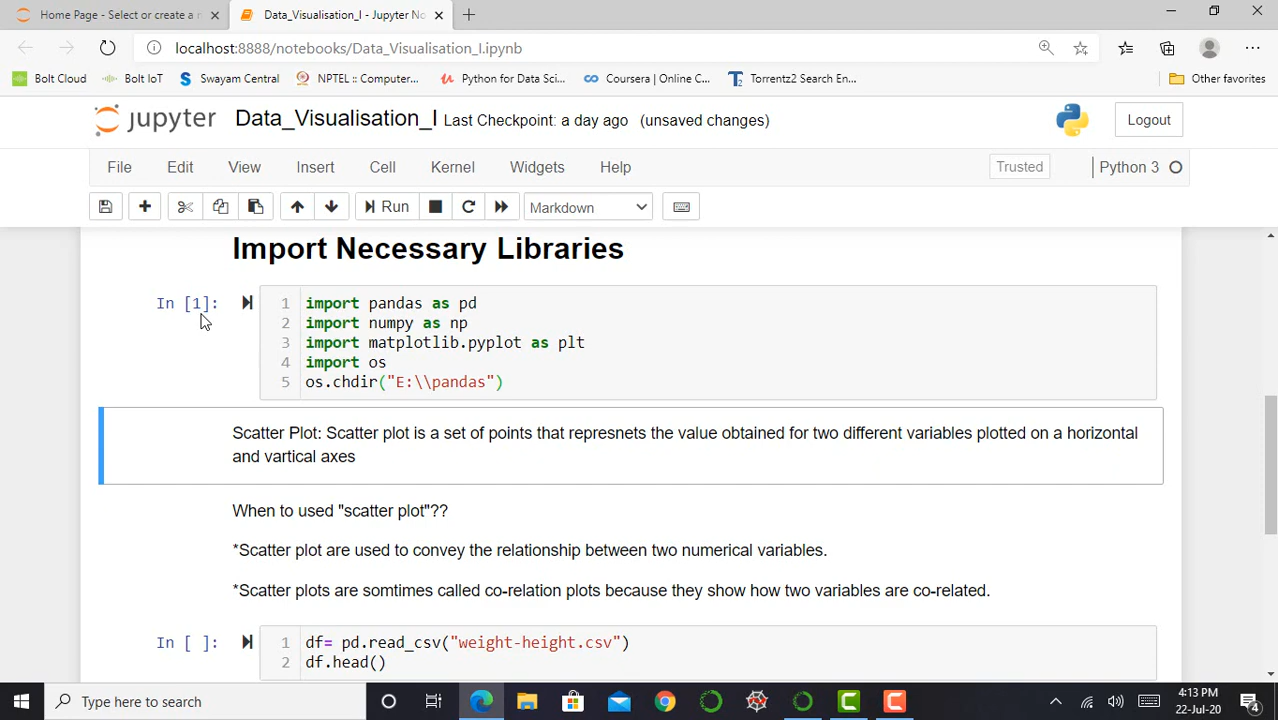 Home Page - Select or create a n
Data_Visualisation_I - Jupyter No
localhost:8888/notebooks/Data_Visualisation_I.ipynb
Bolt Cloud
Bolt IoT
Swayam Central
NPTEL :: Computer...
Python for Data Sci...
Coursera | Online C...
Torrentz2 Search En...
Other favorites
jupyter
Data_Visualisation_I
Last Checkpoint: a day ago (unsaved changes)
Logout
File
Edit
View
Insert
Cell
Kernel
Widgets
Help
Trusted
Python 3
Run
Markdown
Import Necessary Libraries
In [1]:
1 import pandas as pd
2 import numpy as np
3 import matplotlib.pyplot as plt
4 import os
5 os.chdir("E:\\pandas")
Scatter Plot: Scatter plot is a set of points that represnets the value obtained for two different variables plotted on a horizontal
and vartical axes
When to used "scatter plot"??
*Scatter plot are used to convey the relationship between two numerical variables.
*Scatter plots are somtimes called co-relation plots because they show how two variables are co-related.
In [ ]:
1 df= pd.read_csv("weight-height.csv")
2 df.head()
Type here to search
4:13 PM
22-Jul-20
4